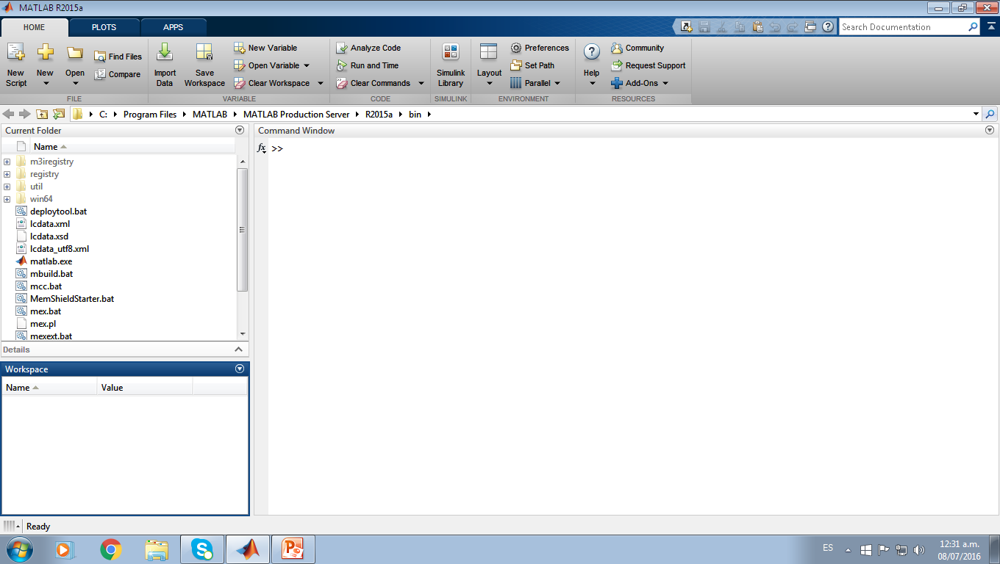 MATLAB R2015a
HOME PLOTS APPS
Search Documentation
New Script
New
Open
Find Files
Compare
Import Data
Save Workspace
New Variable
Open Variable
Clear Workspace
Analyze Code
Run and Time
Clear Commands
Simulink Library
Layout
Preferences
Set Path
Parallel
Help
Community
Request Support
Add-Ons
FILE VARIABLE CODE SIMULINK ENVIRONMENT RESOURCES
C: Program Files MATLAB MATLAB Production Server R2015a bin
Current Folder
Name
m3iregistry
registry
util
win64
deploytool.bat
lcdata.xml
lcdata.xsd
lcdata_utf8.xml
matlab.exe
mbuild.bat
mcc.bat
MemShieldStarter.bat
mex.bat
mex.pl
mexext.bat
Details
Workspace
Name Value
Command Window
fx >>
Ready
ES
12:31 a.m.
08/07/2016